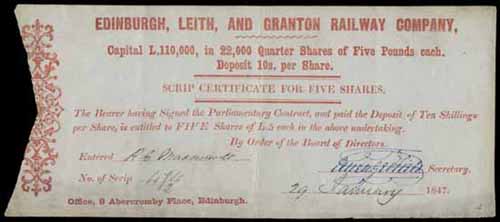 EDINBURGH, LEITH, AND GRANTON RAILWAY COMPANY,
Capital L.110,000, in 22,000 Quarter Shares of Five Pounds each.
Deposit 10s. per Share.
SCRIP CERTIFICATE FOR FIVE SHARES.
The Bearer having Signed the Parliamentary Contract, and paid the Deposit of Ten Shillings
per Share, is entitled to FIVE Shares of L.5 each in the above undertaking.
By Order of the Board of Directors.
Entered
Secretary.
No. of Scrip
29 January 1847.
Office, 9 Abercromby Place, Edinburgh.